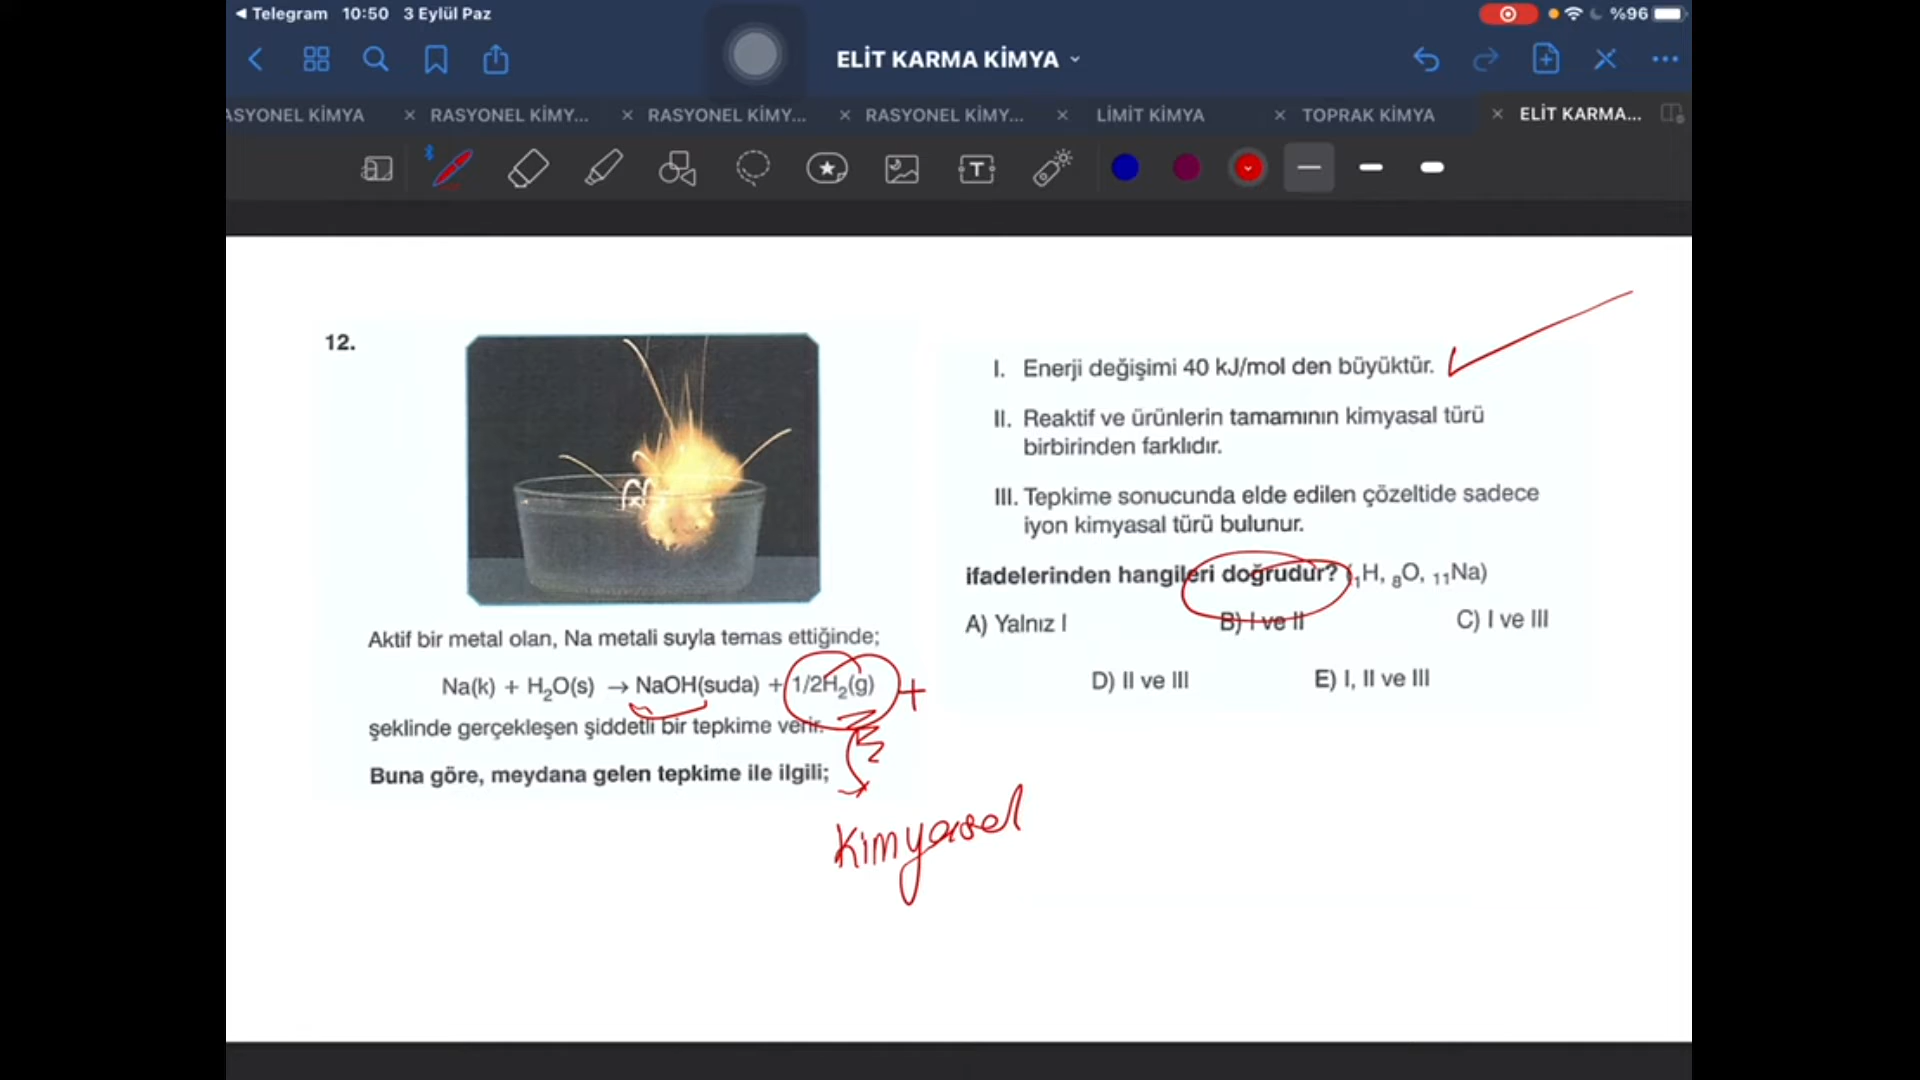 Telegram 10:50 3 Eylül Paz %96
ELİT KARMA KİMYA
ASYONEL KİMYA RASYONEL KİMY... RASYONEL KİMY... RASYONEL KİMY... LİMİT KİMYA TOPRAK KİMYA ELİT KARMA...
12.
Aktif bir metal olan, Na metali suyla temas ettiğinde;
Na(k) + H₂O(s) → NaOH(suda) + 1/2H₂(g) +
şeklinde gerçekleşen şiddetli bir tepkime verir.
Buna göre, meydana gelen tepkime ile ilgili;
Kimyasal
I. Enerji değişimi 40 kJ/mol den büyüktür.
II. Reaktif ve ürünlerin tamamının kimyasal türü
birbirinden farklıdır.
III. Tepkime sonucunda elde edilen çözeltide sadece
iyon kimyasal türü bulunur.
ifadelerinden hangileri doğrudur? (₁H, ₈O, ₁₁Na)
A) Yalnız I B) I ve II C) I ve III
D) II ve III E) I, II ve III